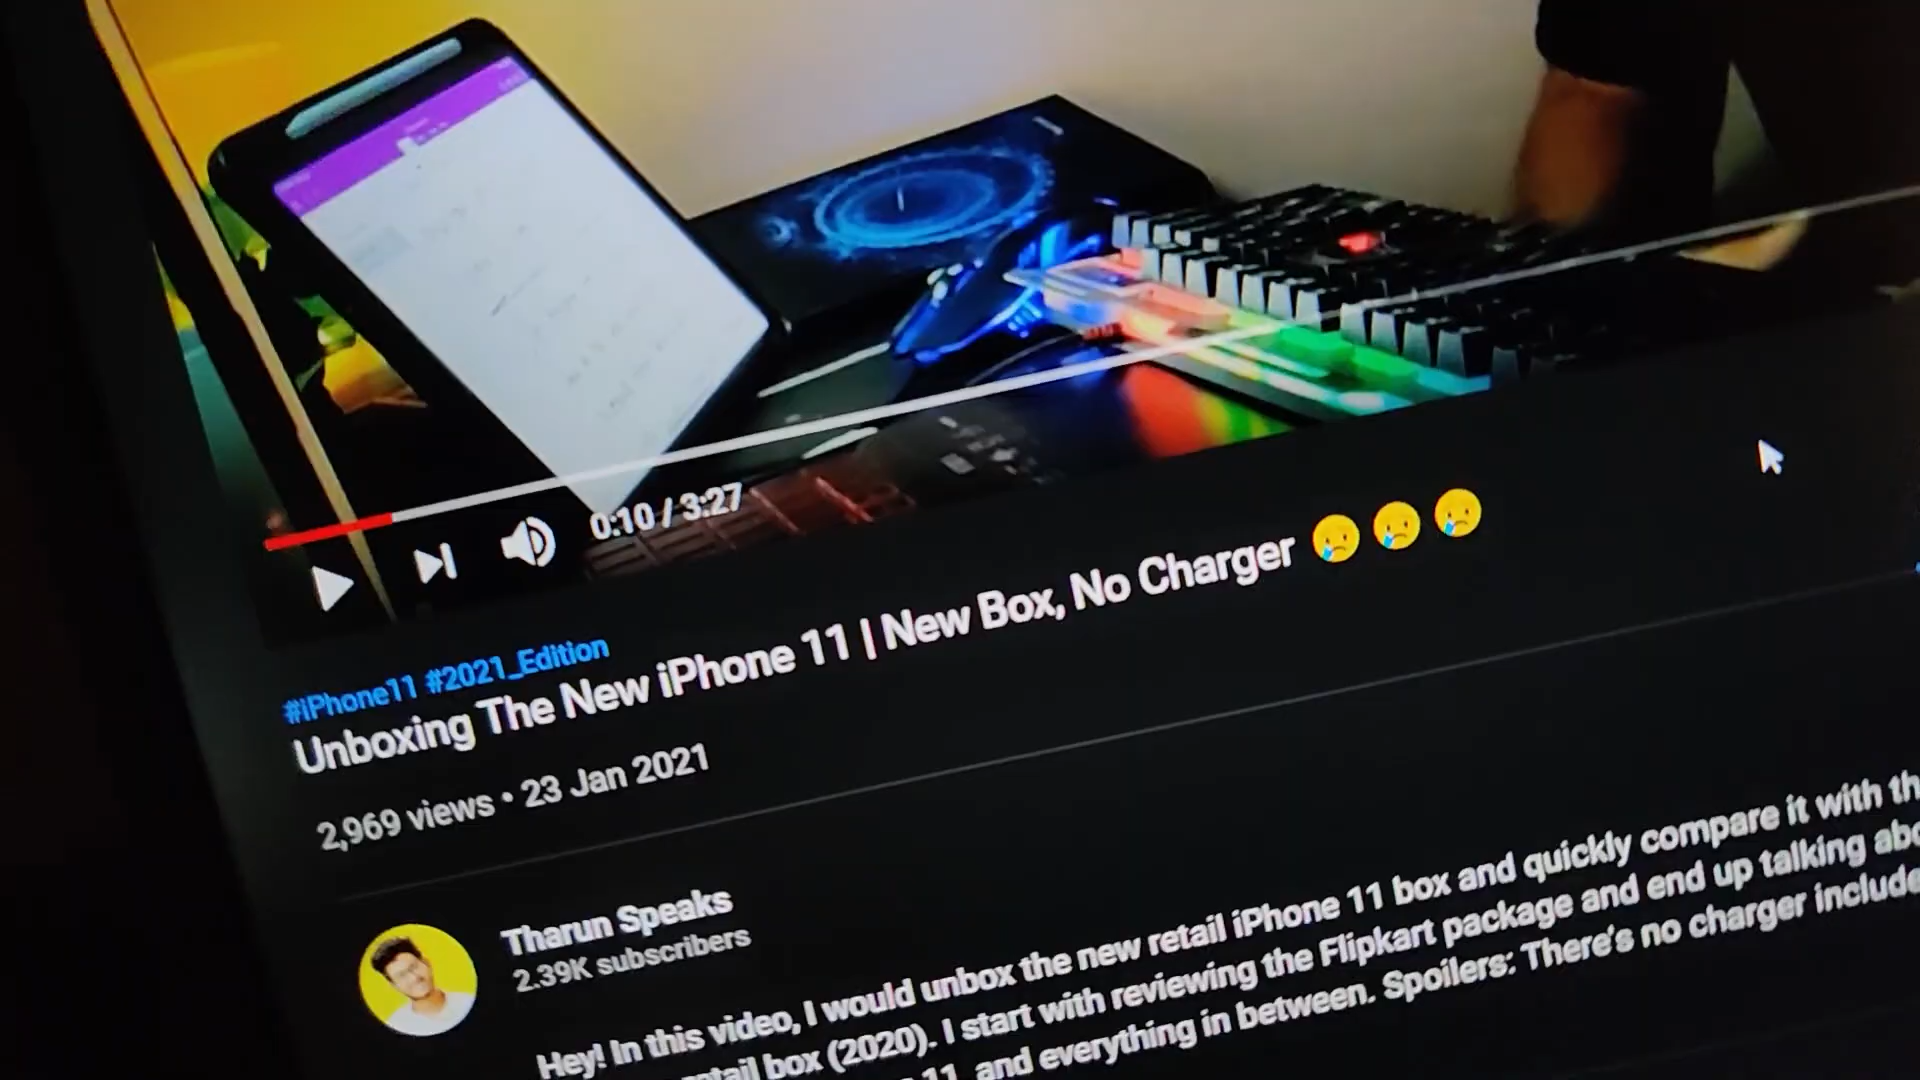 0:10 / 3:27
#iPhone11 #2021_Edition
Unboxing The New iPhone 11 | New Box, No Charger 😢 😢 😢
2,969 views • 23 Jan 2021
Tharun Speaks
2.39K subscribers
Hey! In this video, I would unbox the new retail iPhone 11 box and quickly compare it with
box (2020). I start with reviewing the Flipkart package and end up talking
11, and everything in between. Spoilers: There's no charger